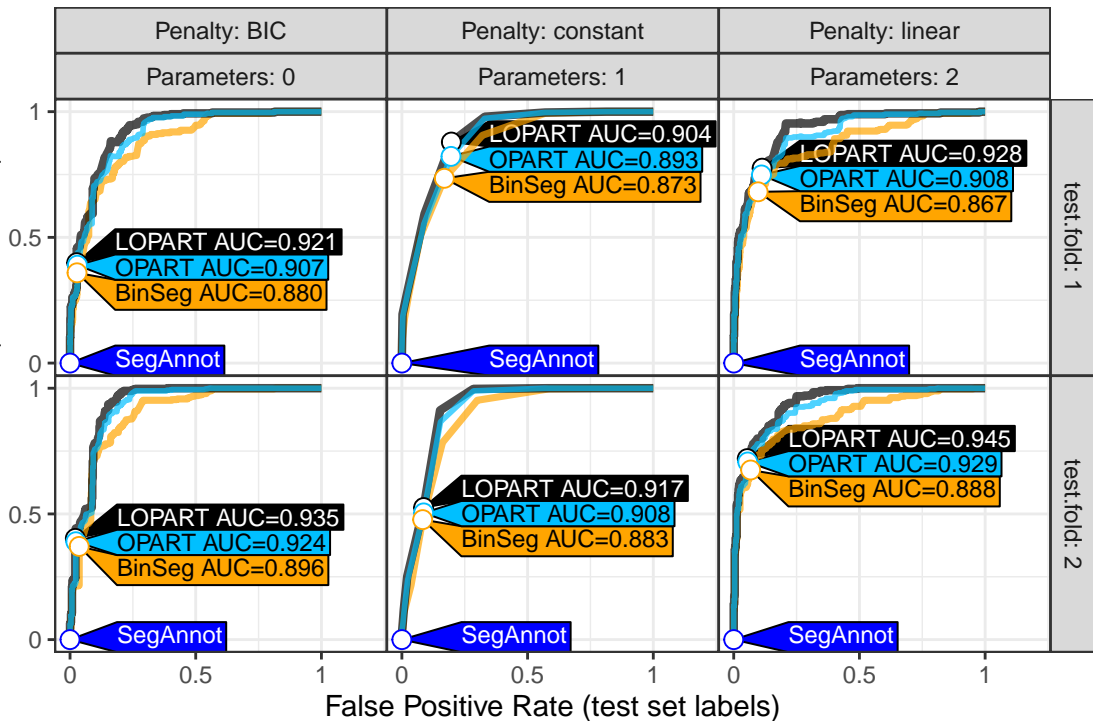 Penalty: BIC
Penalty: constant
Penalty: linear
Parameters: 0
Parameters: 1
Parameters: 2
1
0.5
0
LOPART AUC=0.921
OPART AUC=0.907
BinSeg AUC=0.880
SegAnnot
LOPART AUC=0.904
OPART AUC=0.893
BinSeg AUC=0.873
SegAnnot
LOPART AUC=0.928
OPART AUC=0.908
BinSeg AUC=0.867
SegAnnot
test.fold: 1
1
0.5
0
LOPART AUC=0.935
OPART AUC=0.924
BinSeg AUC=0.896
SegAnnot
LOPART AUC=0.917
OPART AUC=0.908
BinSeg AUC=0.883
SegAnnot
LOPART AUC=0.945
OPART AUC=0.929
BinSeg AUC=0.888
SegAnnot
test.fold: 2
0 0.5 1
0 0.5 1
0 0.5 1
False Positive Rate (test set labels)